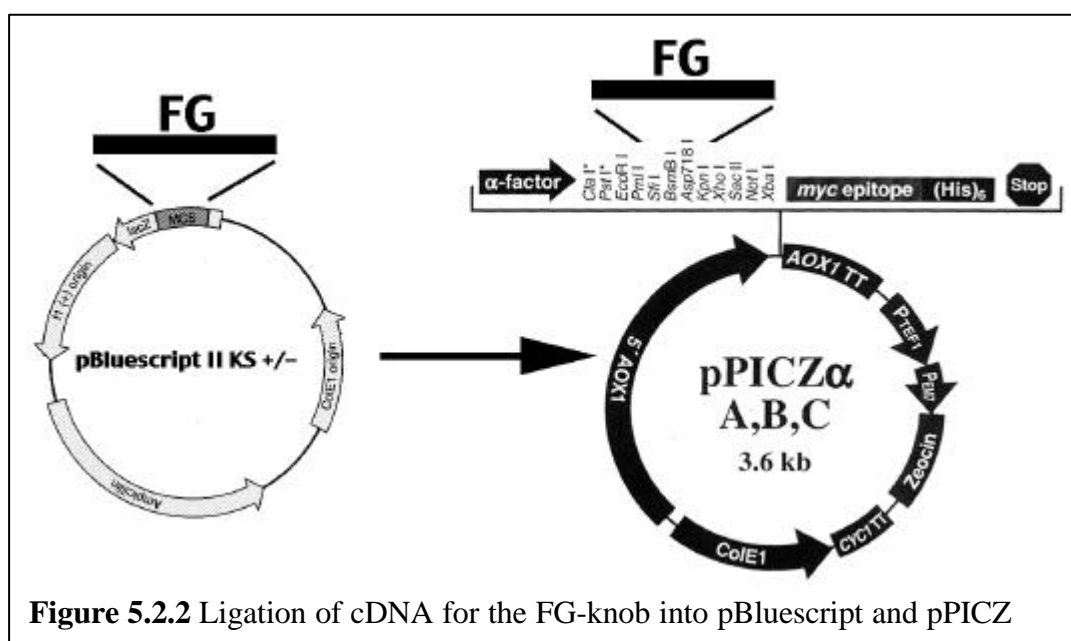 FG
FG
α-factor
Cla I*
Pst I*
EcoR I
Pml I
Sfi I
BsmB I
Asp718 I
Kpn I
Xho I
Sac II
Not I
Xba I
myc epitope
(His)6
Stop
lacZ
MCS
f1 (+) origin
pBluescript II KS +/–
ColE1 origin
Ampicillin
5´ AOX1
AOX1 TT
PTEF1
PEM7
Zeocin
CYC1 TT
ColE1
pPICZα
A,B,C
3.6 kb
Figure 5.2.2 Ligation of cDNA for the FG-knob into pBluescript and pPICZ